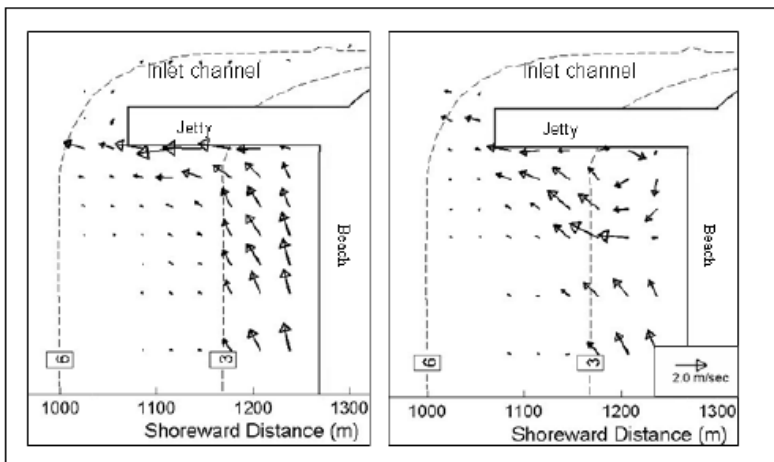 Inlet channel
Jetty
Beach
6
3
1000 1100 1200 1300
Shoreward Distance (m)
Inlet channel
Jetty
Beach
6
3
2.0 m/sec
1000 1100 1200 1300
Shoreward Distance (m)